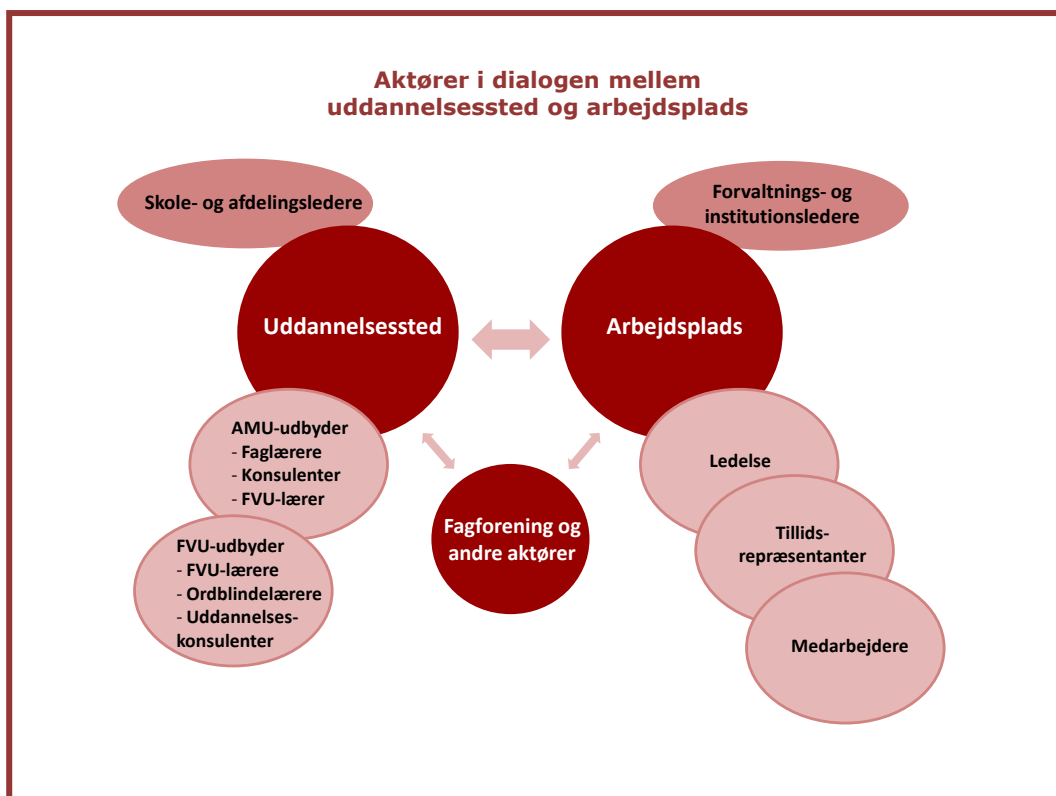 Aktører i dialogen mellem
uddannelsessted og arbejdsplads
Skole- og afdelingsledere
Forvaltnings- og
institutionsledere
Uddannelsessted
Arbejdsplads
AMU-udbyder
- Faglærere
- Konsulenter
- FVU-lærer
FVU-udbyder
- FVU-lærere
- Ordblindelærere
- Uddannelses-
konsulenter
Fagforening og
andre aktører
Ledelse
Tillids-
repræsentanter
Medarbejdere